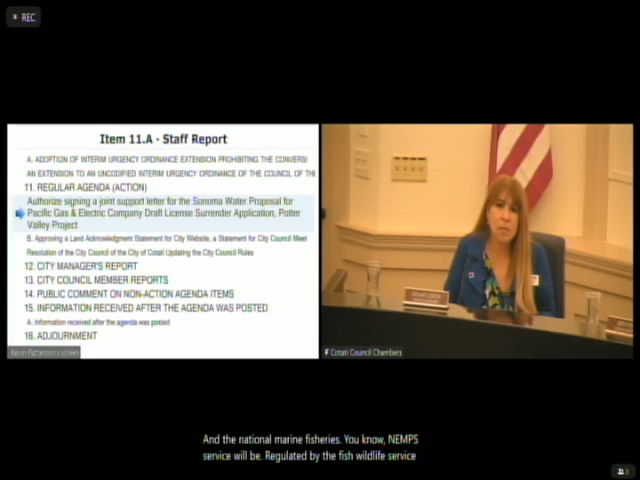 REC
Item 11.A - Staff Report
A. ADOPTION OF INTERIM URGENCY ORDINANCE EXTENSION PROHIBITING THE CONVERSI
AN EXTENSION TO AN UNCODIFIED INTERIM URGENCY ORDINANCE OF THE COUNCIL OF THE
11. REGULAR AGENDA (ACTION)
Authorize signing a joint support letter for the Sonoma Water Proposal for
Pacific Gas & Electric Company Draft License Surrender Application, Potter
Valley Project
B. Approving a Land Acknowledgment Statement for City Website, a Statement for City Council Meet
Resolution of the City Council of the City of Cotati Updating the City Council Rules
12. CITY MANAGER'S REPORT
13. CITY COUNCIL MEMBER REPORTS
14. PUBLIC COMMENT ON NON-ACTION AGENDA ITEMS
15. INFORMATION RECEIVED AFTER THE AGENDA WAS POSTED
A. Information received after the agenda was posted
16. ADJOURNMENT
Kevin Patterson's screen
Cotati Council Chambers
And the national marine fisheries. You know, NEMPS
service will be. Regulated by the fish wildlife service